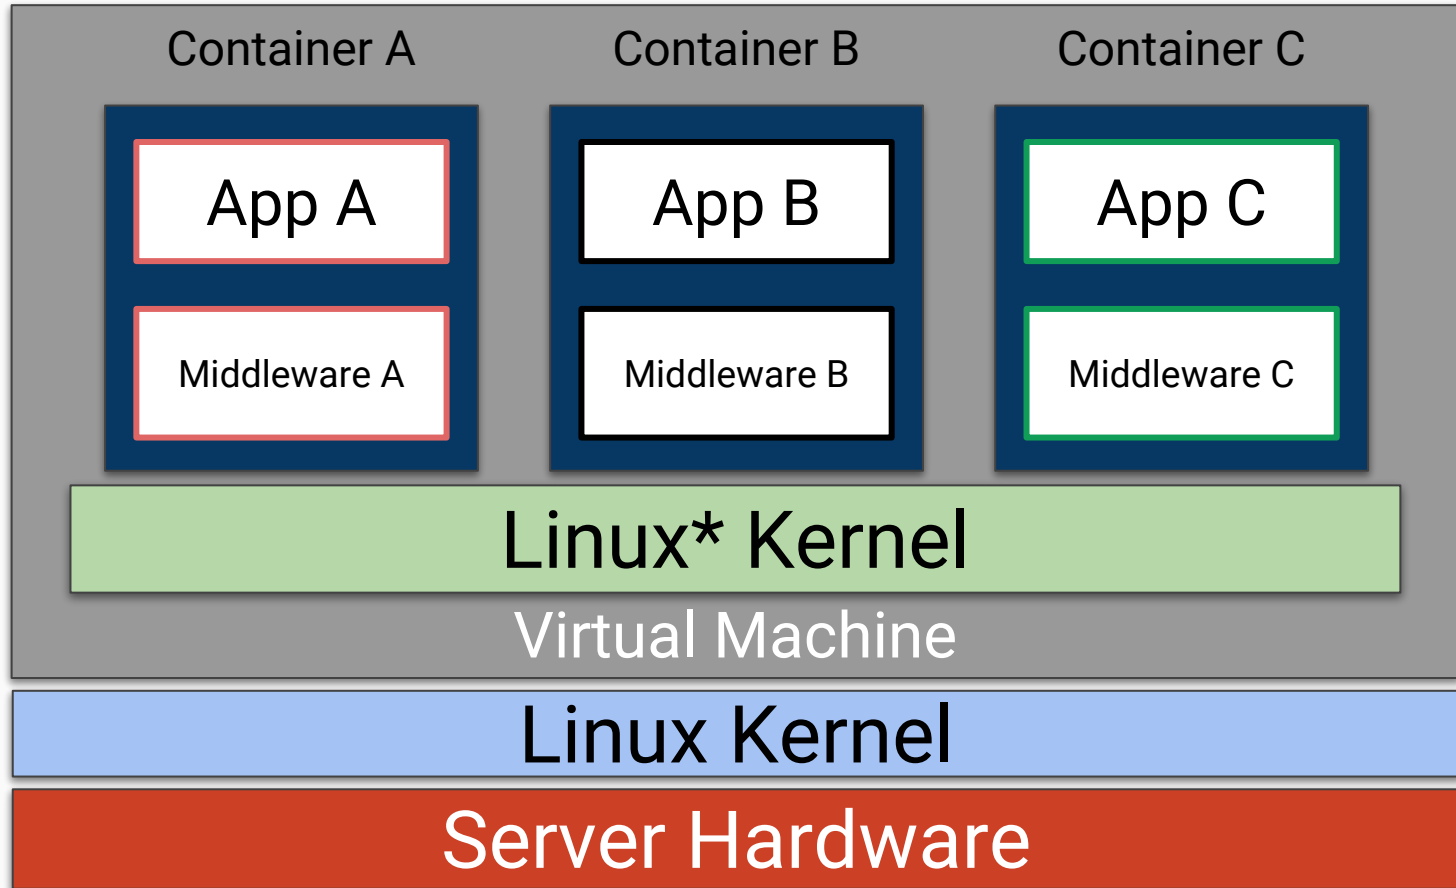 Container A
Container B
Container C
App A
App B
App C
Middleware A
Middleware B
Middleware C
Linux* Kernel
Virtual Machine
Linux Kernel
Server Hardware